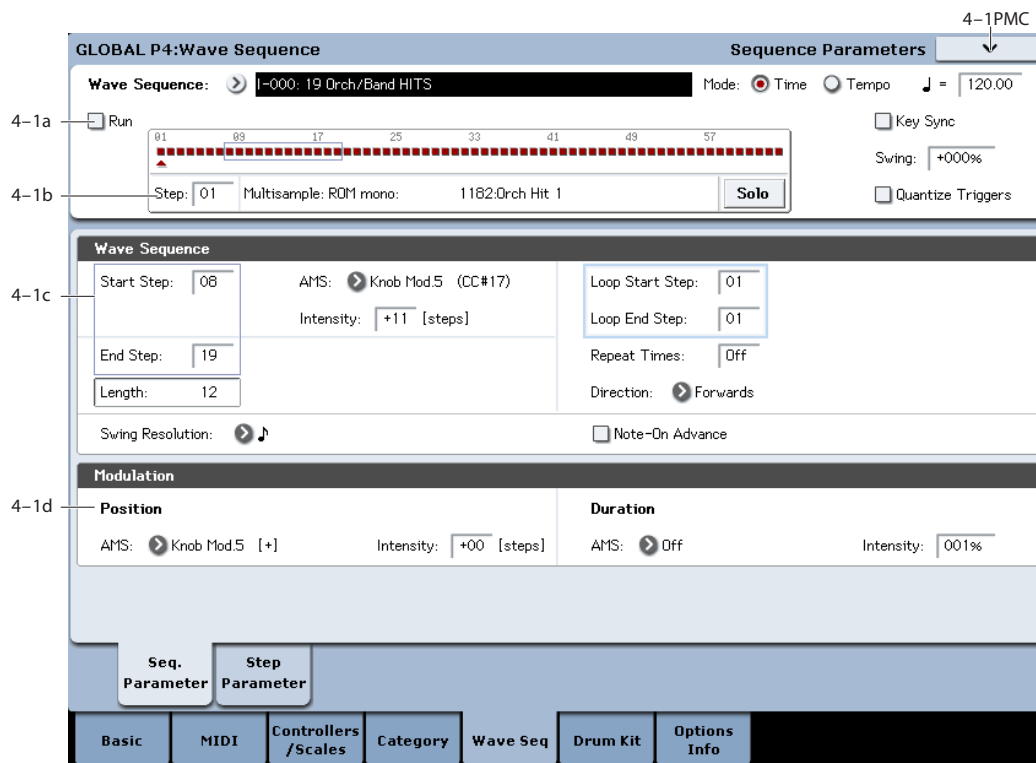 4–1PMC
GLOBAL P4:Wave Sequence Sequence Parameters
Wave Sequence: I-000: 19 Orch/Band HITS Mode: Time Tempo ♩ = 120.00
4–1a Run Key Sync
01 09 17 25 33 41 49 57
Swing: +000%
4–1b Step: 01 Multisample: ROM mono: 1182:Orch Hit 1 Solo Quantize Triggers
Wave Sequence
4–1c Start Step: 08 AMS: Knob Mod.5 (CC#17) Loop Start Step: 01
Intensity: +11 [steps] Loop End Step: 01
End Step: 19 Repeat Times: Off
Length: 12 Direction: Forwards
Swing Resolution: ♪ Note-On Advance
Modulation
4–1d Position Duration
AMS: Knob Mod.5 [+] Intensity: +00 [steps] AMS: Off Intensity: 001%
Seq. Parameter Step Parameter
Basic MIDI Controllers /Scales Category Wave Seq Drum Kit Options Info